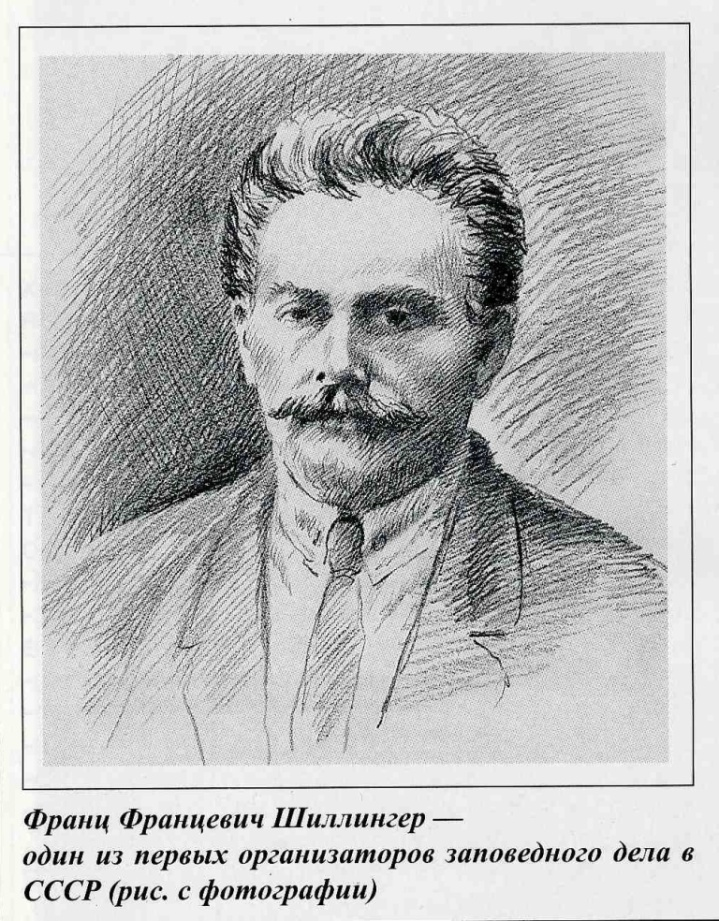 Франц Францевич Шиллингер —
один из первых организаторов заповедного дела в
СССР (рис. с фотографии)